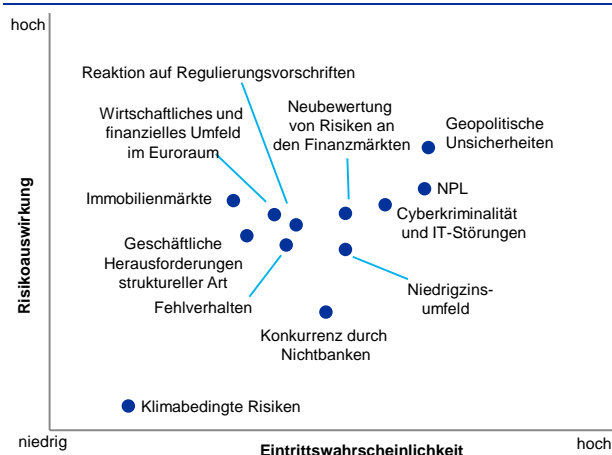 hoch
Reaktion auf Regulierungsvorschriften
Wirtschaftliches und
finanzielles Umfeld
im Euroraum
Neubewertung
von Risiken an
den Finanzmärkten
Geopolitische
Unsicherheiten
Immobilienmärkte
NPL
Cyberkriminalität
und IT-Störungen
Geschäftliche
Herausforderungen
struktureller Art
Fehlverhalten
Niedrigzins-
umfeld
Konkurrenz durch
Nichtbanken
Klimabedingte Risiken
Risikoauswirkung
niedrig
Eintrittswahrscheinlichkeit
hoch